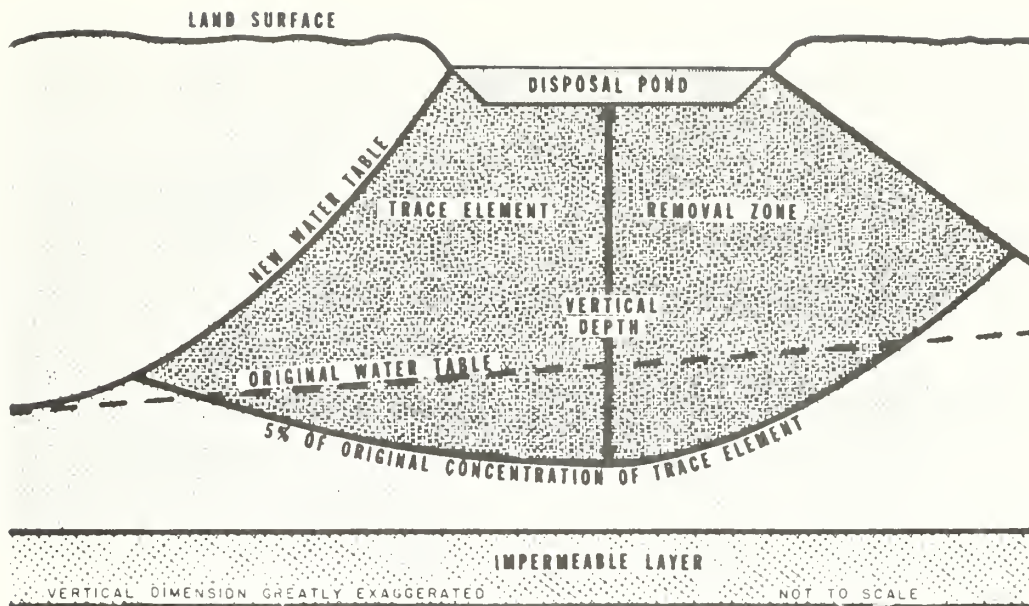 LAND SURFACE
DISPOSAL POND
NEW WATER TABLE
TRACE ELEMENT
REMOVAL ZONE
VERTICAL
DEPTH
ORIGINAL WATER TABLE
5% OF ORIGINAL CONCENTRATION OF TRACE ELEMENT
IMPERMEABLE LAYER
VERTICAL DIMENSION GREATLY EXAGGERATED
NOT TO SCALE